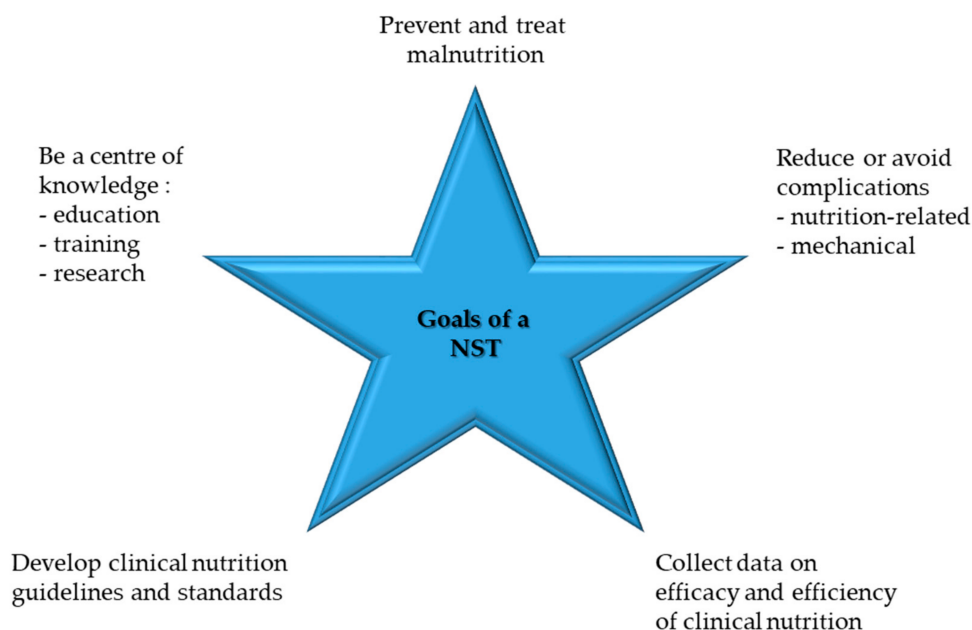 Prevent and treat
malnutrition
Be a centre of
knowledge :
- education
- training
- research
Reduce or avoid
complications
- nutrition-related
- mechanical
Goals of a
NST
Develop clinical nutrition
guidelines and standards
Collect data on
efficacy and efficiency
of clinical nutrition